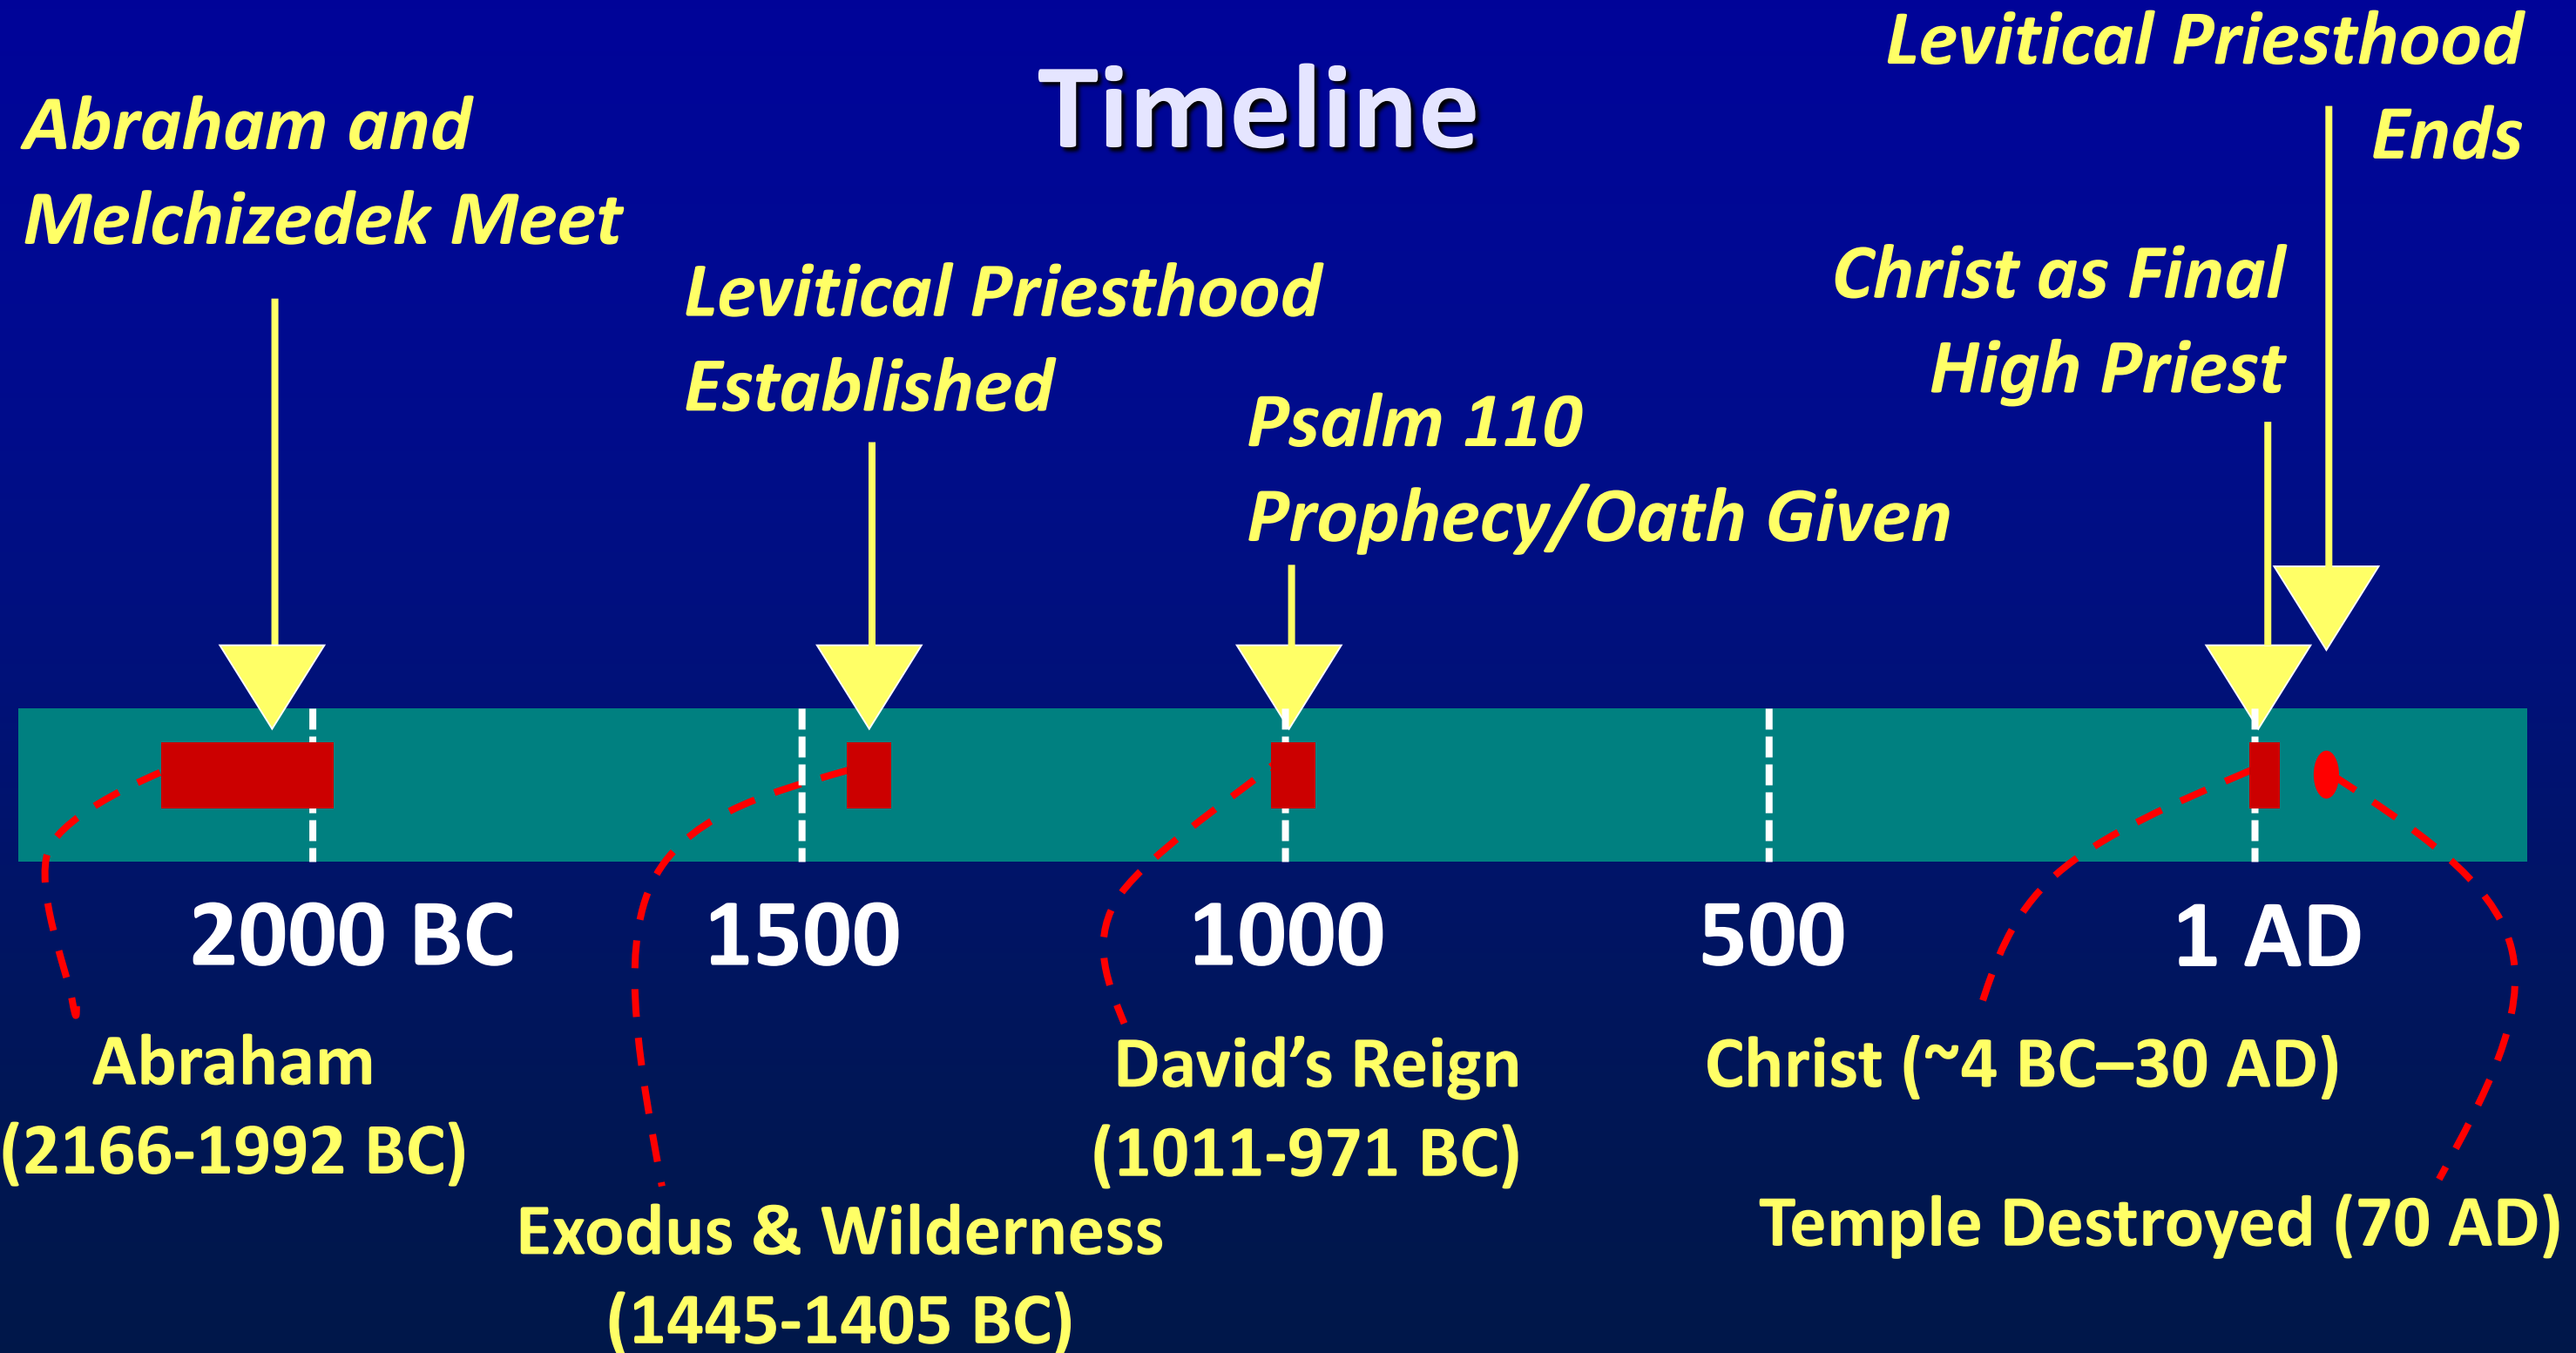 Timeline
Abraham and
Melchizedek Meet
Levitical Priesthood
Established
Psalm 110
Prophecy/Oath Given
Christ as Final
High Priest
Levitical Priesthood
Ends
2000 BC
1500
1000
500
1 AD
Abraham
(2166-1992 BC)
Exodus & Wilderness
(1445-1405 BC)
David’s Reign
(1011-971 BC)
Christ (~4 BC–30 AD)
Temple Destroyed (70 AD)